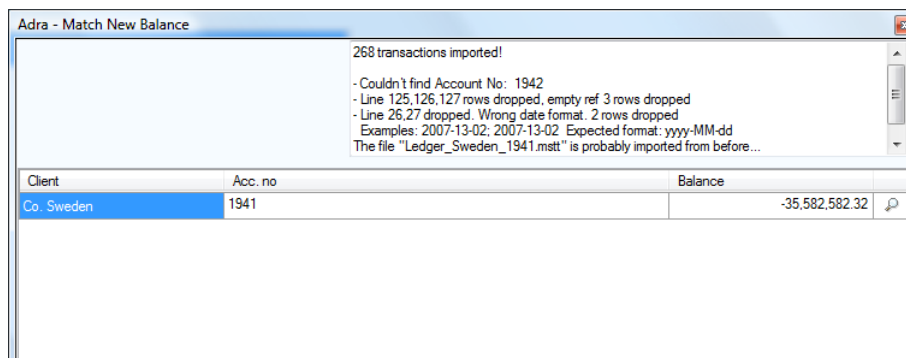 Adra - Match New Balance
268 transactions imported!
- Couldn't find Account No:  1942
- Line 125,126,127 rows dropped, empty ref 3 rows dropped
- Line 26,27 dropped. Wrong date format. 2 rows dropped
Examples: 2007-13-02; 2007-13-02  Expected format: yyyy-MM-dd
The file "Ledger_Sweden_1941.mstt" is probably imported from before...
Client Acc. no Balance
Co. Sweden 1941 -35,582,582.32